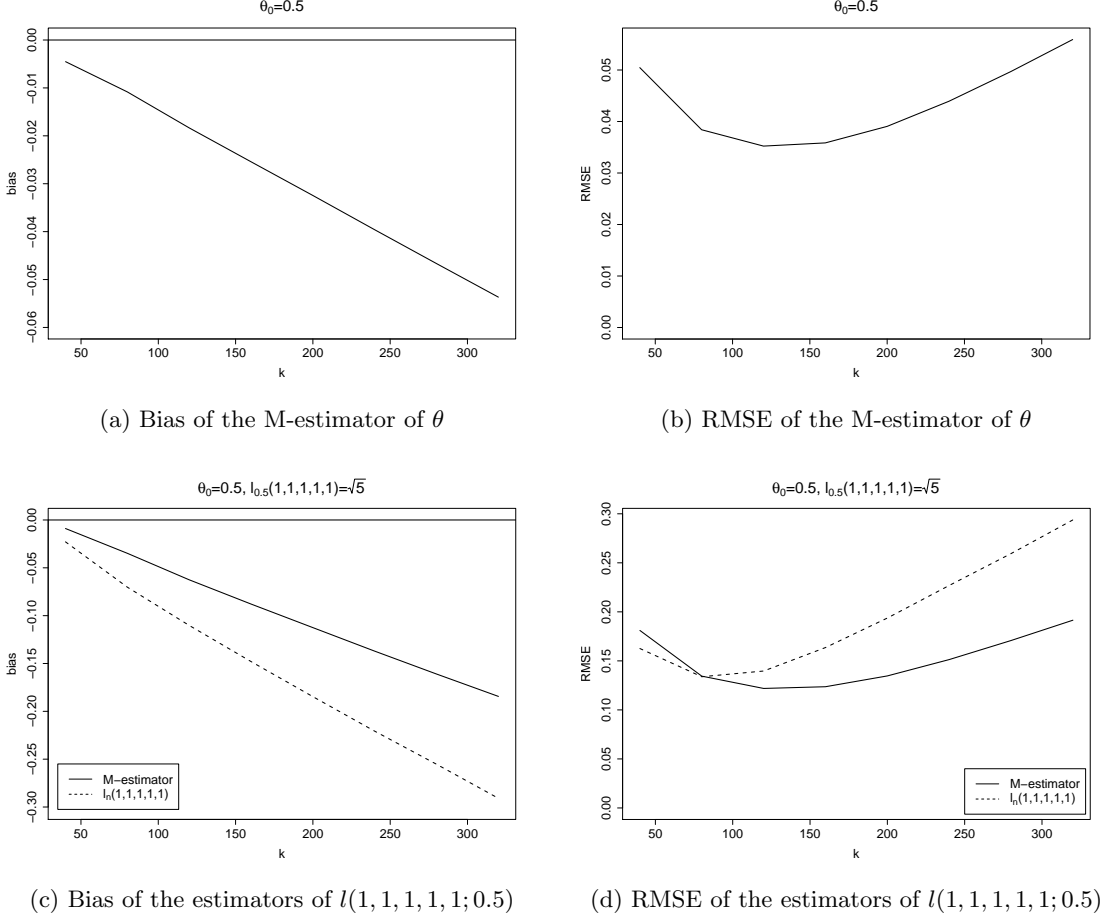 θ₀=0.5
0.00
−0.01
−0.02
−0.03
−0.04
−0.05
−0.06
bias
50 100 150 200 250 300
k
(a) Bias of the M-estimator of θ
θ₀=0.5
0.05
0.04
0.03
0.02
0.01
0.00
RMSE
50 100 150 200 250 300
k
(b) RMSE of the M-estimator of θ
θ₀=0.5, l₀.₅(1,1,1,1,1)=√5
0.00
−0.05
−0.10
−0.15
−0.20
−0.25
−0.30
bias
M−estimator
lₙ(1,1,1,1,1)
50 100 150 200 250 300
k
(c) Bias of the estimators of l(1, 1, 1, 1, 1; 0.5)
θ₀=0.5, l₀.₅(1,1,1,1,1)=√5
0.30
0.25
0.20
0.15
0.10
0.05
0.00
RMSE
M−estimator
lₙ(1,1,1,1,1)
50 100 150 200 250 300
k
(d) RMSE of the estimators of l(1, 1, 1, 1, 1; 0.5)